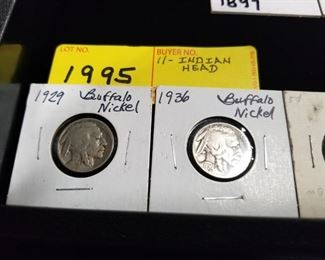 1899
LOT NO.
BUYER NO.
1995
11- INDIAN
HEAD
1929 Buffalo
Nickel
1936 Buffalo
Nickel